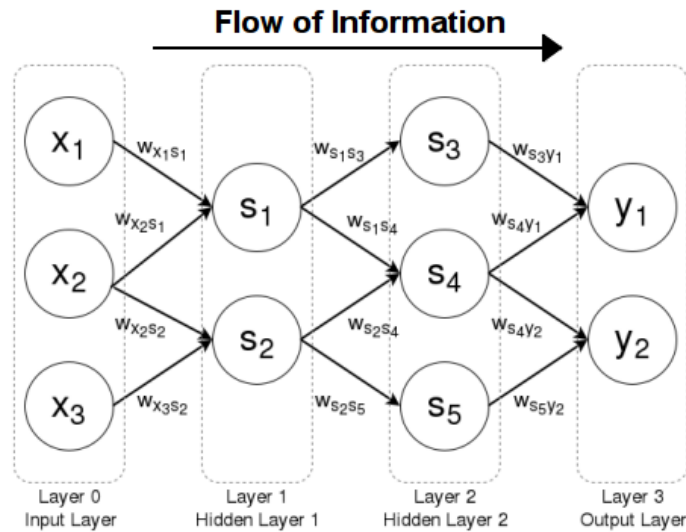 Flow of Information
x1
x2
x3
wx1s1
wx2s1
wx2s2
wx3s2
s1
s2
ws1s3
ws1s4
ws2s4
ws2s5
s3
s4
s5
ws3y1
ws4y1
ws4y2
ws5y2
y1
y2
Layer 0
Input Layer
Layer 1
Hidden Layer 1
Layer 2
Hidden Layer 2
Layer 3
Output Layer